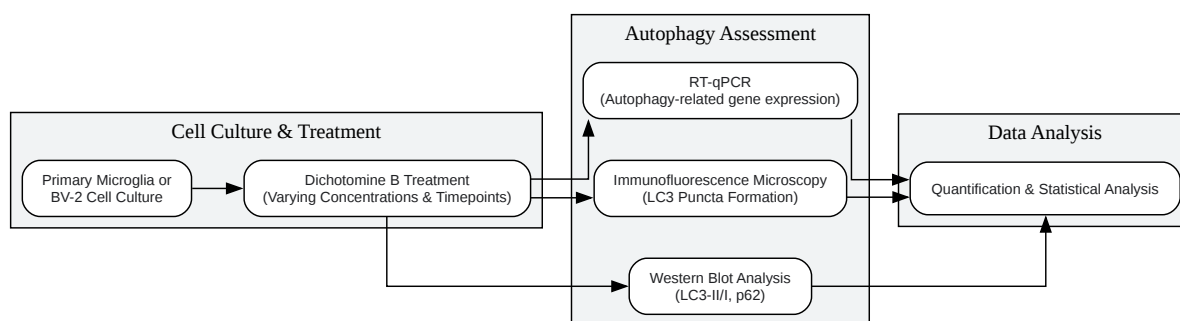 Cell Culture & Treatment
Primary Microglia or
BV-2 Cell Culture
Dichotomine B Treatment
(Varying Concentrations & Timepoints)
Autophagy Assessment
RT-qPCR
(Autophagy-related gene expression)
Immunofluorescence Microscopy
(LC3 Puncta Formation)
Western Blot Analysis
(LC3-II/I, p62)
Data Analysis
Quantification & Statistical Analysis